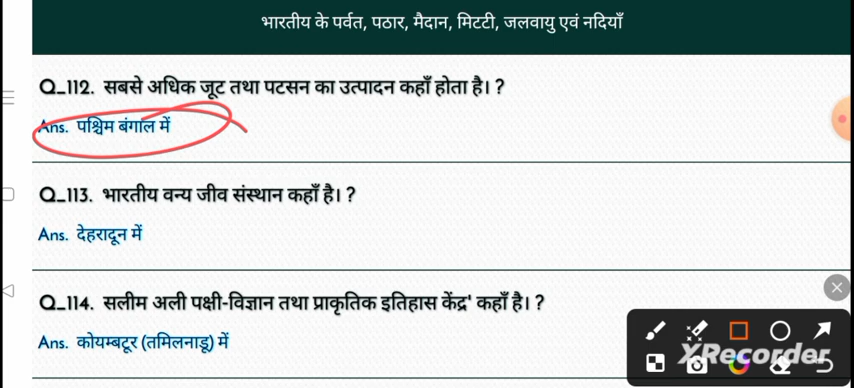 भारतीय के पर्वत, पठार, मैदान, मिटटी, जलवायु एवं नदियाँ
Q_112. सबसे अधिक जूट तथा पटसन का उत्पादन कहाँ होता है। ?
Ans. पश्चिम बंगाल में
Q_113. भारतीय वन्य जीव संस्थान कहाँ है। ?
Ans. देहरादून में
Q_114. सलीम अली पक्षी-विज्ञान तथा प्राकृतिक इतिहास केंद्र' कहाँ है। ?
Ans. कोयम्बटूर (तमिलनाडू) में
XRecorder